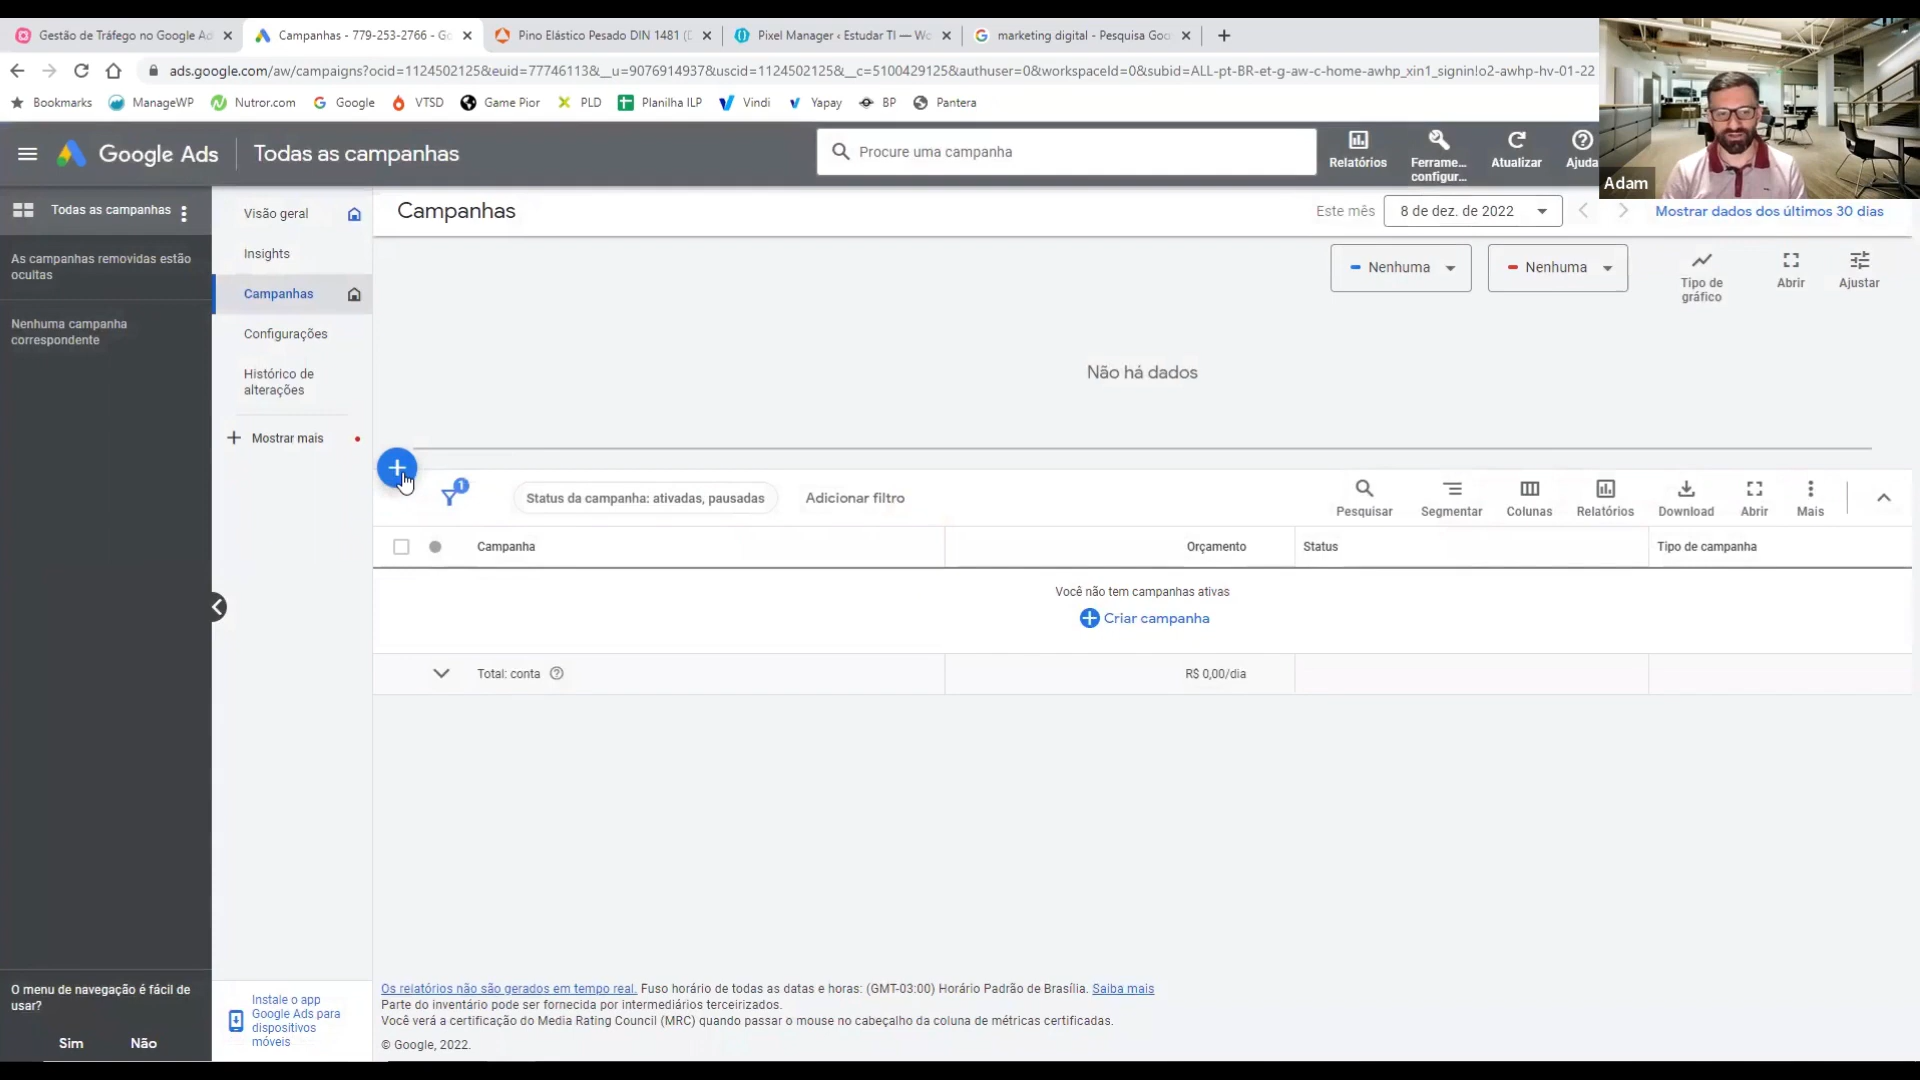 Gestão de Tráfego no Google Ad
Campanhas - 779-253-2766 - Go
Pino Elástico Pesado DIN 1481 (D
Pixel Manager ‹ Estudar TI — Wo
marketing digital - Pesquisa Goo
ads.google.com/aw/campaigns?ocid=1124502125&euid=77746113&__u=9076914937&uscid=1124502125&__c=5100429125&authuser=0&workspaceId=0&subid=ALL-pt-BR-et-g-aw-c-home-awhp_xin1_signin!o2-awhp-hv-01-22
Bookmarks
ManageWP
Nutror.com
Google
VTSD
Game Pior
PLD
Planilha ILP
Vindi
Yapay
BP
Pantera
Google Ads
Todas as campanhas
Procure uma campanha
Relatórios
Ferrame...
configur...
Atualizar
Ajuda
Adam
Todas as campanhas
As campanhas removidas estão
ocultas
Nenhuma campanha
correspondente
Visão geral
Insights
Campanhas
Configurações
Histórico de
alterações
Mostrar mais
Campanhas
Este mês
8 de dez. de 2022
Mostrar dados dos últimos 30 dias
Nenhuma
Nenhuma
Tipo de
gráfico
Abrir
Ajustar
Não há dados
1
Status da campanha: ativadas, pausadas
Adicionar filtro
Pesquisar
Segmentar
Colunas
Relatórios
Download
Abrir
Mais
Campanha
Orçamento
Status
Tipo de campanha
Você não tem campanhas ativas
Criar campanha
Total: conta
R$ 0,00/dia
O menu de navegação é fácil de
usar?
Sim
Não
Instale o app
Google Ads para
dispositivos
móveis
Os relatórios não são gerados em tempo real. Fuso horário de todas as datas e horas: (GMT-03:00) Horário Padrão de Brasília. Saiba mais
Parte do inventário pode ser fornecida por intermediários terceirizados.
Você verá a certificação do Media Rating Council (MRC) quando passar o mouse no cabeçalho da coluna de métricas certificadas.
© Google, 2022.